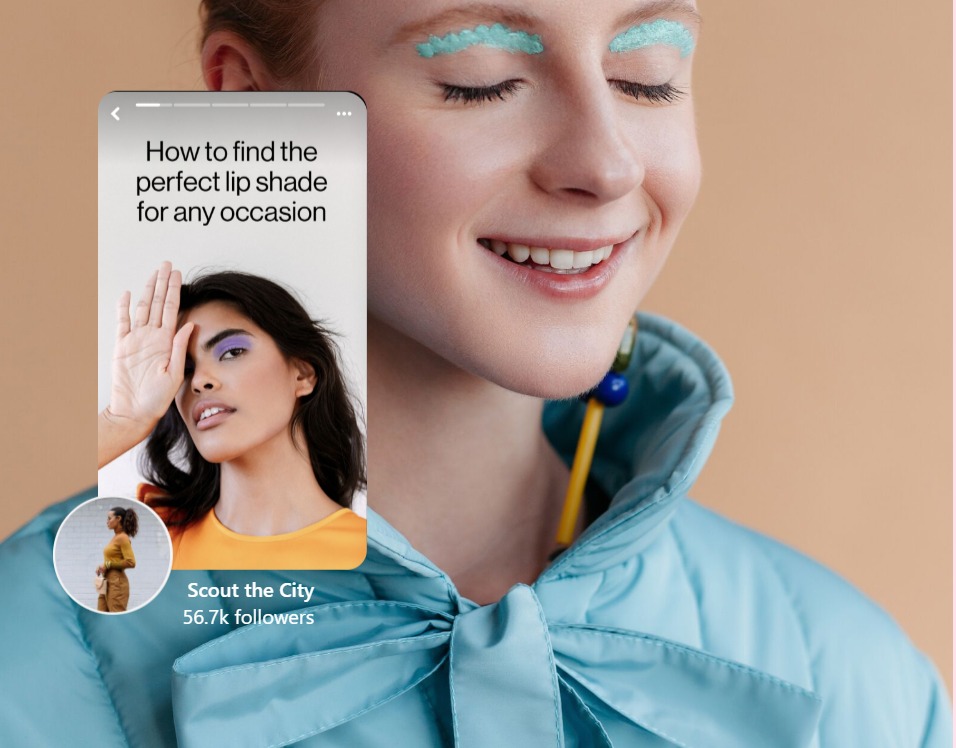 How to find the
perfect lip shade
for any occasion
Scout the City
56.7k followers